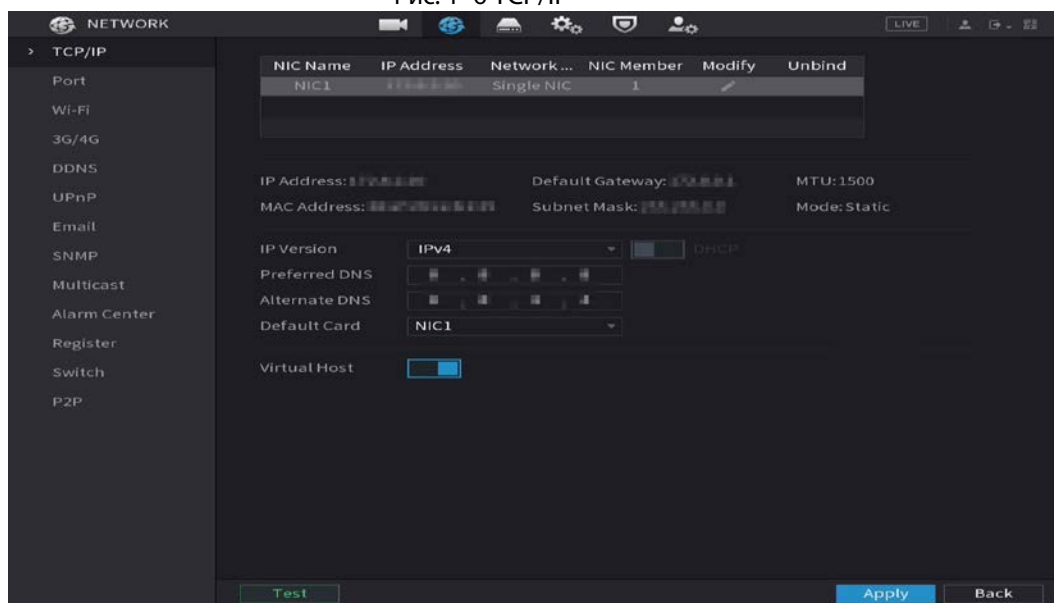 Рис. 1- 6 TCP/IP
NETWORK
LIVE
TCP/IP
Port
Wi-Fi
3G/4G
DDNS
UPnP
Email
SNMP
Multicast
Alarm Center
Register
Switch
P2P
NIC Name IP Address Network ... NIC Member Modify Unbind
NIC1 Single NIC 1
IP Address: Default Gateway: MTU:1500
MAC Address: Subnet Mask: Mode:Static
IP Version IPv4 DHCP
Preferred DNS
Alternate DNS
Default Card NIC1
Virtual Host
Test Apply Back